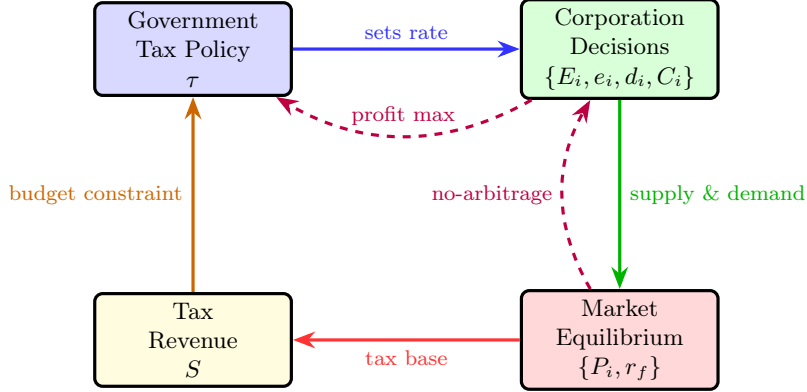 Government
Tax Policy
τ
sets rate
Corporation
Decisions
{E_i, e_i, d_i, C_i}
profit max
budget constraint
no-arbitrage
supply & demand
Tax
Revenue
S
tax base
Market
Equilibrium
{P_i, r_f}